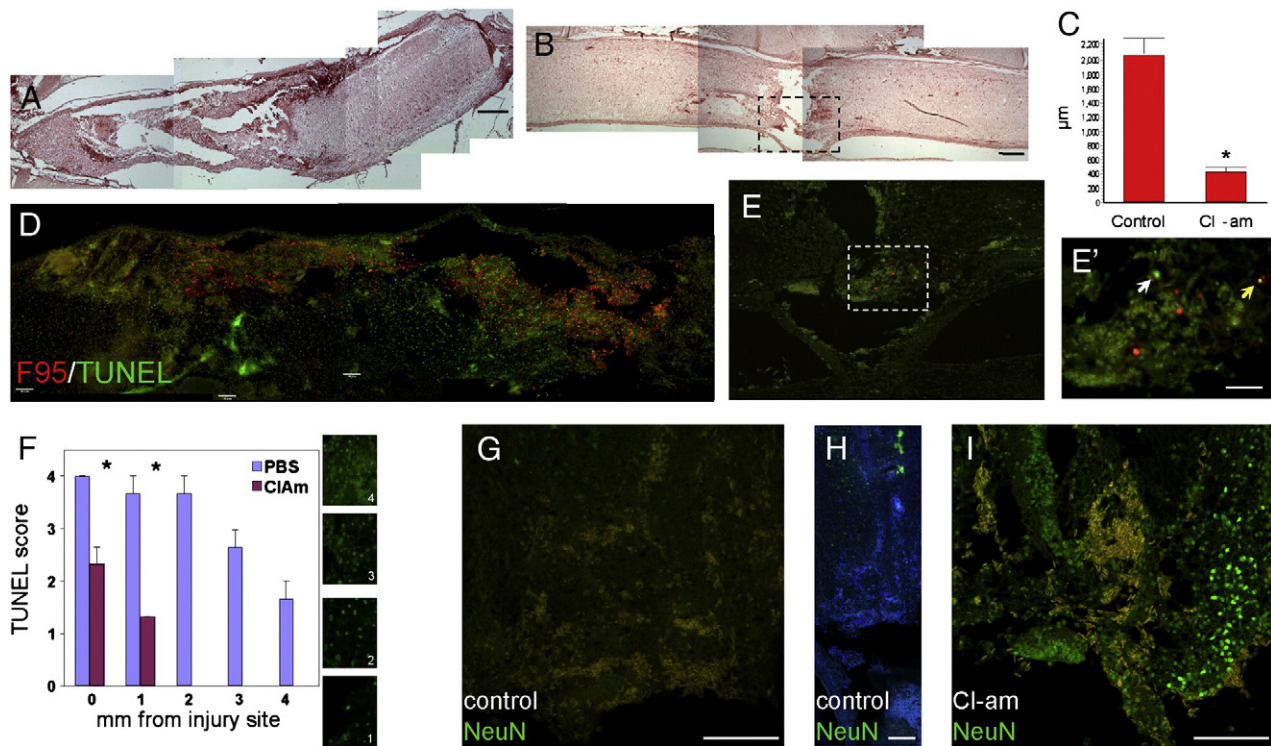 A
B
C
2,200
2,000
1,800
1,600
1,400
1,200
1,000
800
600
400
200
0
µm
*
Control
Cl -am
D
F95/TUNEL
E
E'
F
TUNEL score
4
3
2
1
0
* *
PBS
ClAm
0 1 2 3 4
mm from injury site
4
3
2
1
G
control
NeuN
H
control
NeuN
I
Cl-am
NeuN